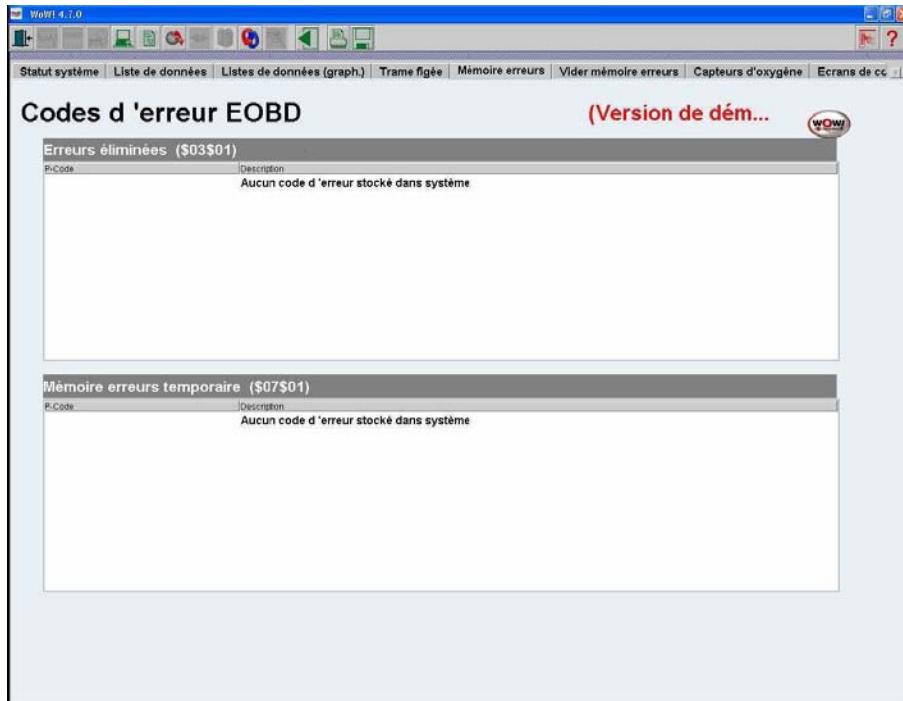 WoW! 4.7.0
Statut système Liste de données Listes de données (graph.) Trame figée Mémoire erreurs Vider mémoire erreurs Capteurs d'oxygène Ecrans de cc
Codes d 'erreur EOBD (Version de dém...
WOW!
Erreurs éliminées ($03$01)
P-Code Description
Aucun code d 'erreur stocké dans système
Mémoire erreurs temporaire ($07$01)
P-Code Description
Aucun code d 'erreur stocké dans système